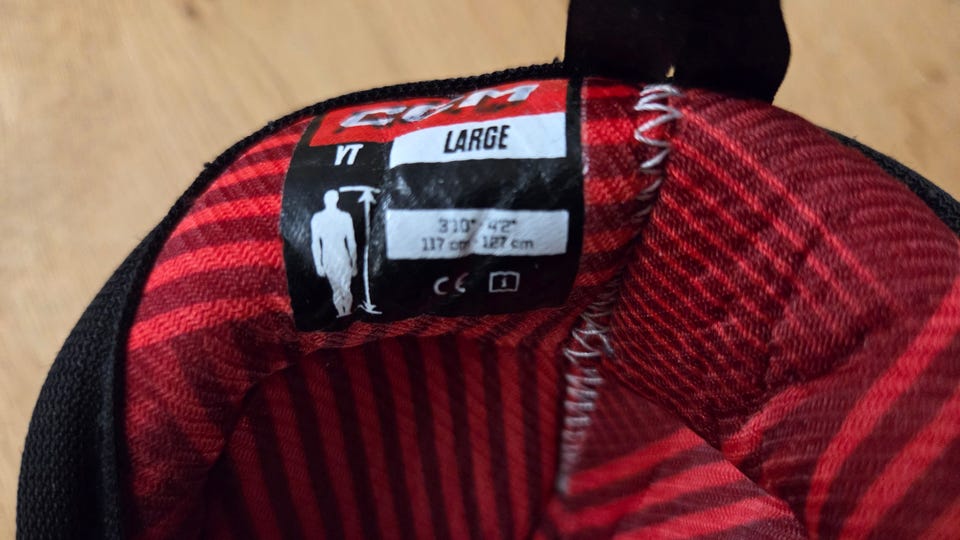 CCM
YT
LARGE
3'10" 4'2"
117 cm 127 cm
CE